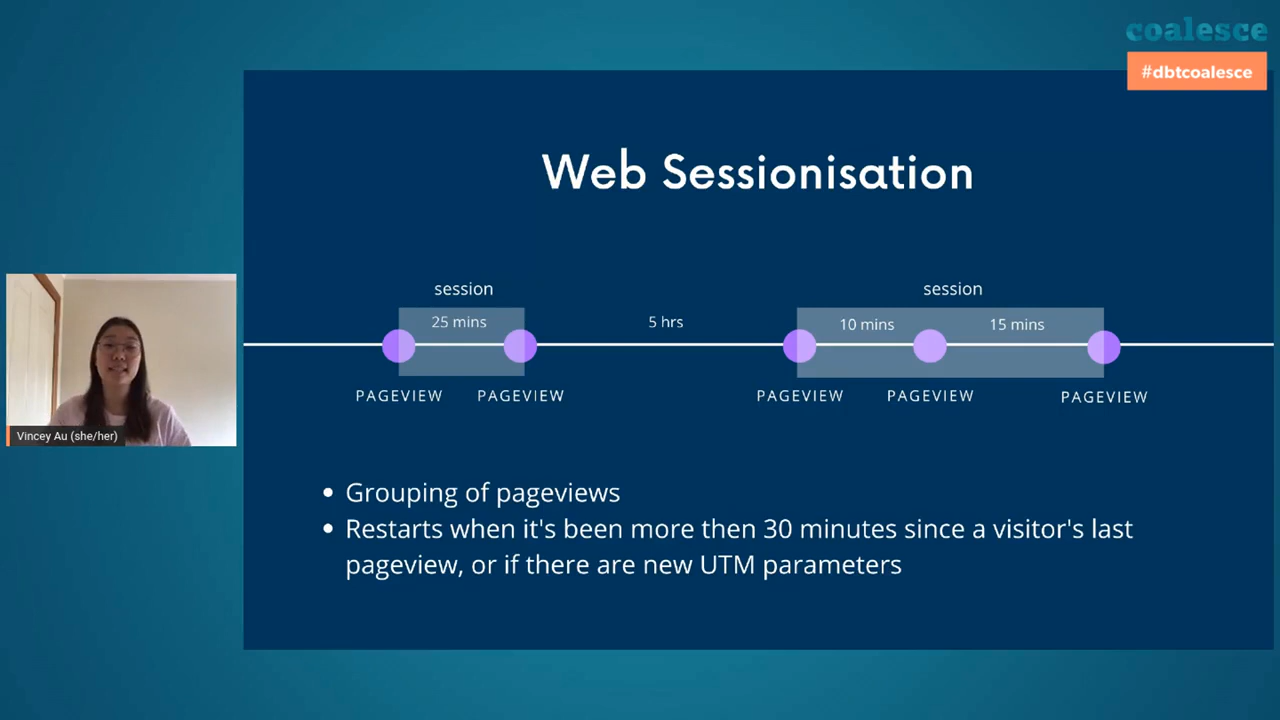 coalesce
#dbtcoalesce
Web Sessionisation
session
session
25 mins
5 hrs
10 mins
15 mins
PAGEVIEW
PAGEVIEW
PAGEVIEW
PAGEVIEW
PAGEVIEW
Vincey Au (she/her)
• Grouping of pageviews
• Restarts when it's been more then 30 minutes since a visitor's last
pageview, or if there are new UTM parameters